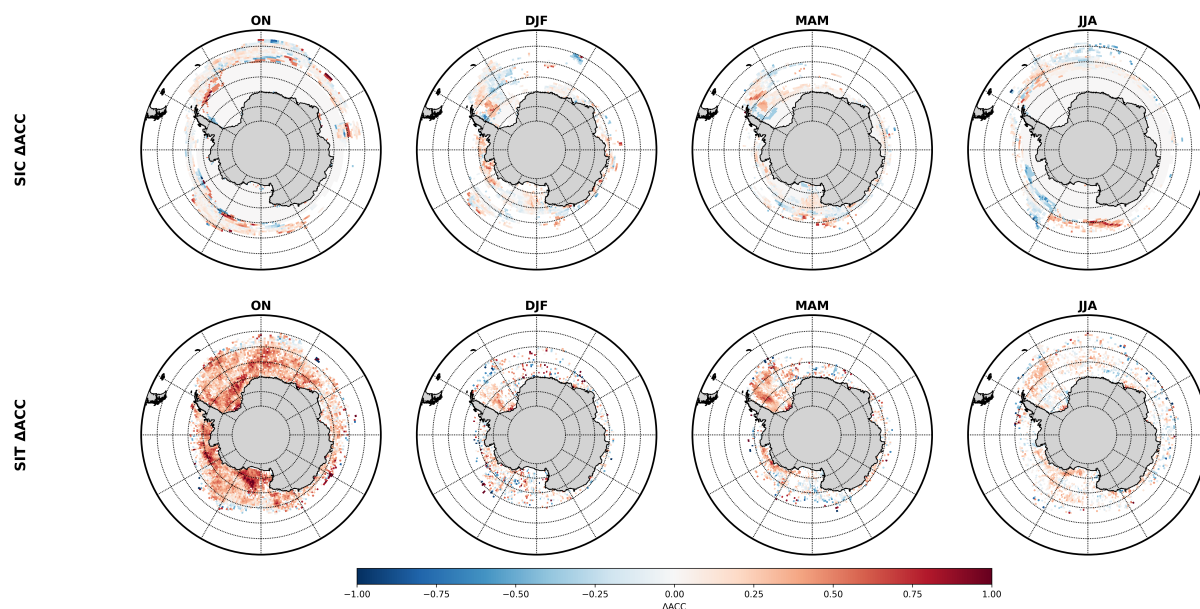 ON DJF MAM JJA
SIC ΔACC
ON DJF MAM JJA
SIT ΔACC
−1.00 −0.75 −0.50 −0.25 0.00 0.25 0.50 0.75 1.00
ΔACC